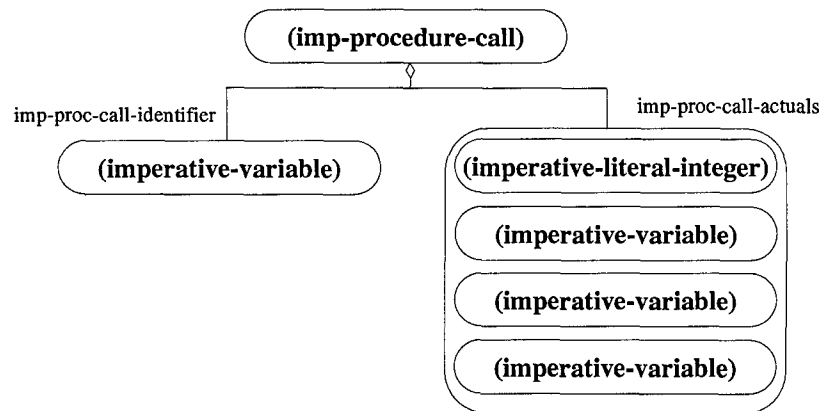 (imp-procedure-call)
imp-proc-call-identifier
imp-proc-call-actuals
(imperative-variable)
(imperative-literal-integer)
(imperative-variable)
(imperative-variable)
(imperative-variable)